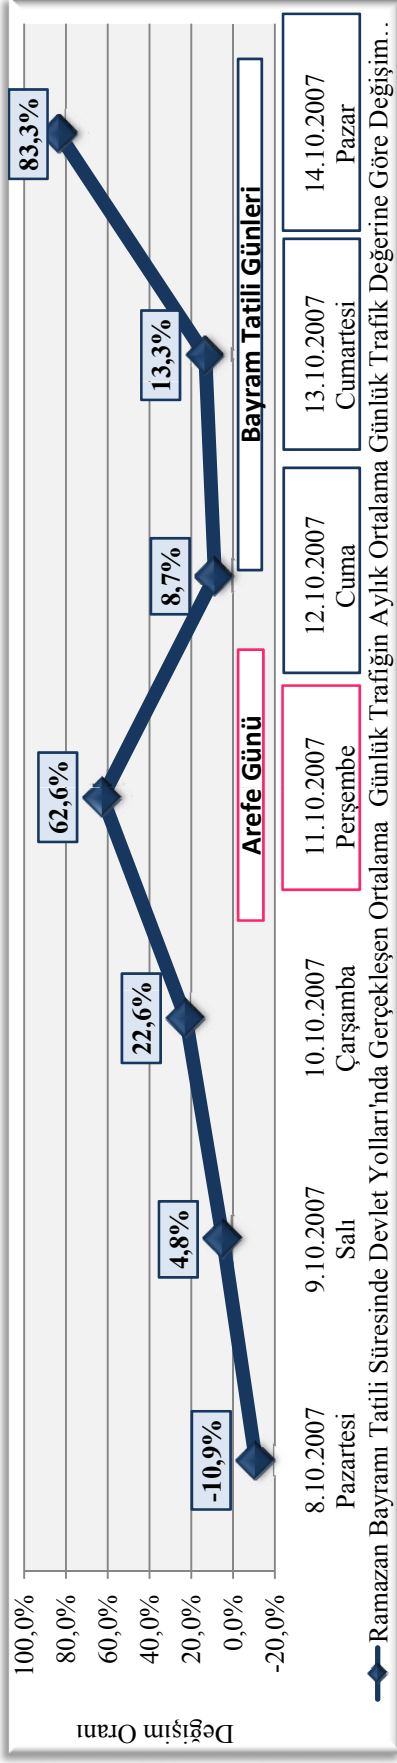 Değişim Oranı
100,0%
80,0%
60,0%
40,0%
20,0%
0,0%
-20,0%
-10,9%
4,8%
22,6%
62,6%
8,7%
13,3%
83,3%
Arefe Günü
Bayram Tatili Günleri
8.10.2007
Pazartesi
9.10.2007
Salı
10.10.2007
Çarşamba
11.10.2007
Perşembe
12.10.2007
Cuma
13.10.2007
Cumartesi
14.10.2007
Pazar
Ramazan Bayramı Tatili Süresinde Devlet Yolları'nda Gerçekleşen Ortalama Günlük Trafiğin Aylık Ortalama Günlük Trafik Değerine Göre Değişim..